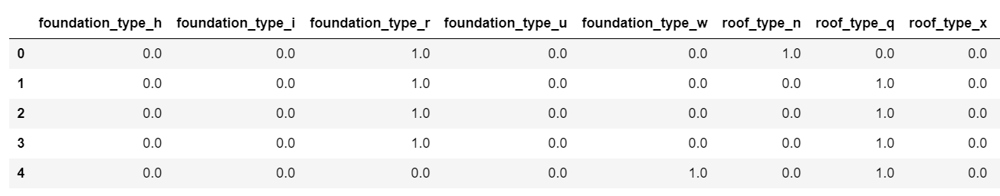 foundation_type_h foundation_type_i foundation_type_r foundation_type_u foundation_type_w roof_type_n roof_type_q roof_type_x
0 0.0 0.0 1.0 0.0 0.0 1.0 0.0 0.0
1 0.0 0.0 1.0 0.0 0.0 0.0 1.0 0.0
2 0.0 0.0 1.0 0.0 0.0 0.0 1.0 0.0
3 0.0 0.0 1.0 0.0 0.0 0.0 1.0 0.0
4 0.0 0.0 0.0 0.0 1.0 0.0 1.0 0.0